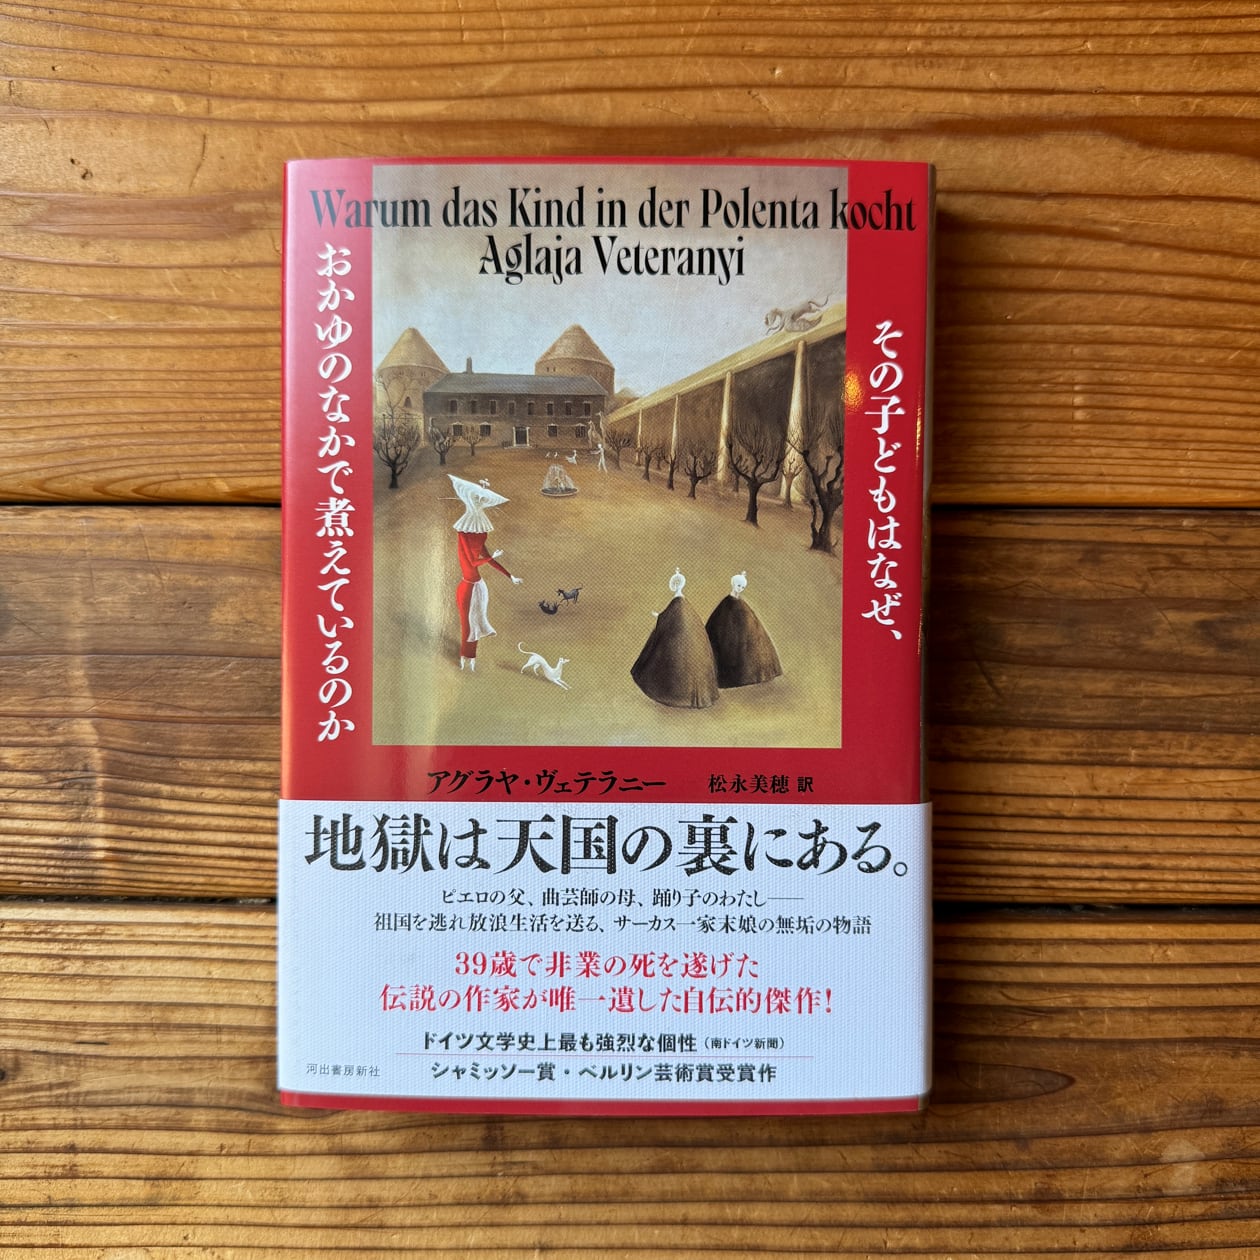 Warum das Kind in der Polenta kocht
Aglaja Veteranyi
その子どもはなぜ、
おかゆのなかで煮えているのか
アグラヤ・ヴェテラニー 松永美穂 訳
地獄は天国の裏にある。
ピエロの父、曲芸師の母、踊り子のわたし——
祖国を逃れ放浪生活を送る、サーカス一家末娘の無垢の物語
39歳で非業の死を遂げた
伝説の作家が唯一遺した自伝的傑作!
ドイツ文学史上最も強烈な個性(南ドイツ新聞)
シャミッソー賞・ベルリン芸術賞受賞作
河出書房新社